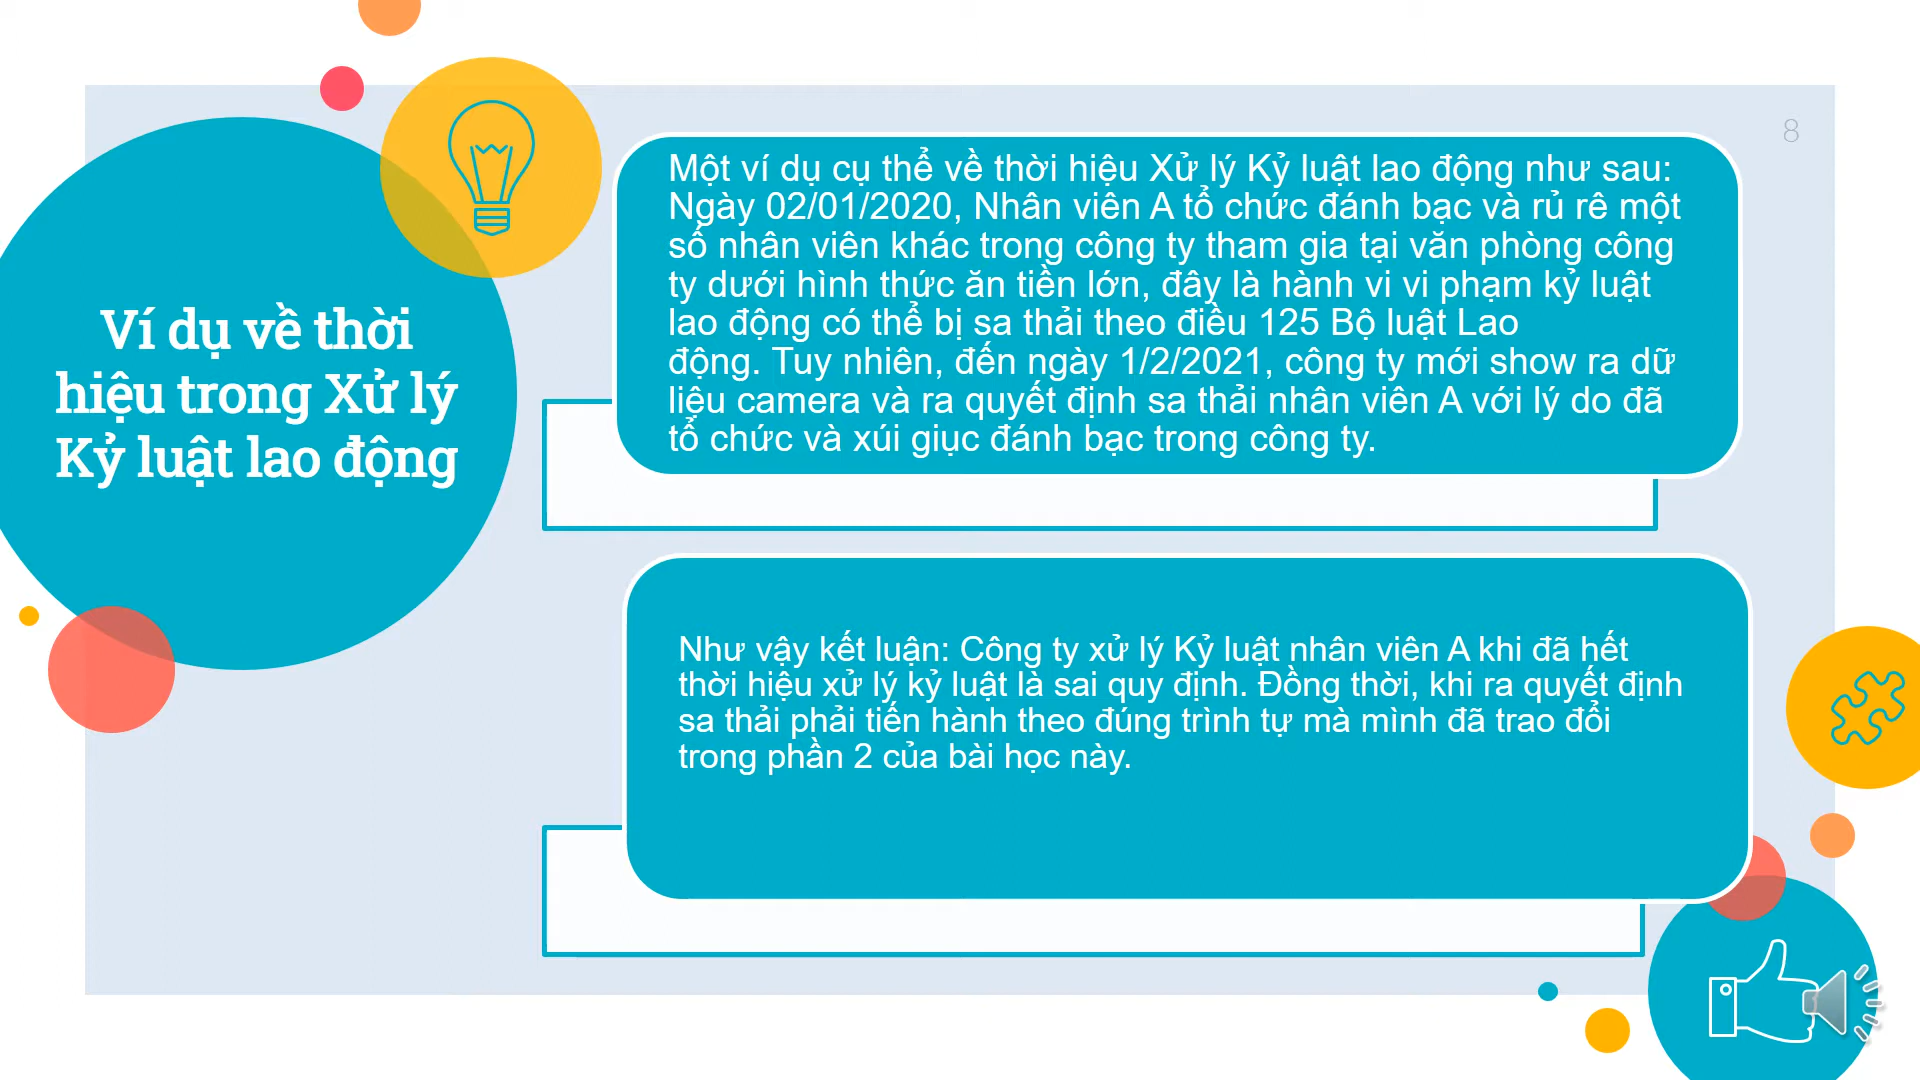 8
Ví dụ về thời
hiệu trong Xử lý
Kỷ luật lao động
Một ví dụ cụ thể về thời hiệu Xử lý Kỷ luật lao động như sau:
Ngày 02/01/2020, Nhân viên A tổ chức đánh bạc và rủ rê một
số nhân viên khác trong công ty tham gia tại văn phòng công
ty dưới hình thức ăn tiền lớn, đây là hành vi vi phạm kỷ luật
lao động có thể bị sa thải theo điều 125 Bộ luật Lao
động. Tuy nhiên, đến ngày 1/2/2021, công ty mới show ra dữ
liệu camera và ra quyết định sa thải nhân viên A với lý do đã
tổ chức và xúi giục đánh bạc trong công ty.
Như vậy kết luận: Công ty xử lý Kỷ luật nhân viên A khi đã hết
thời hiệu xử lý kỷ luật là sai quy định. Đồng thời, khi ra quyết định
sa thải phải tiến hành theo đúng trình tự mà mình đã trao đổi
trong phần 2 của bài học này.